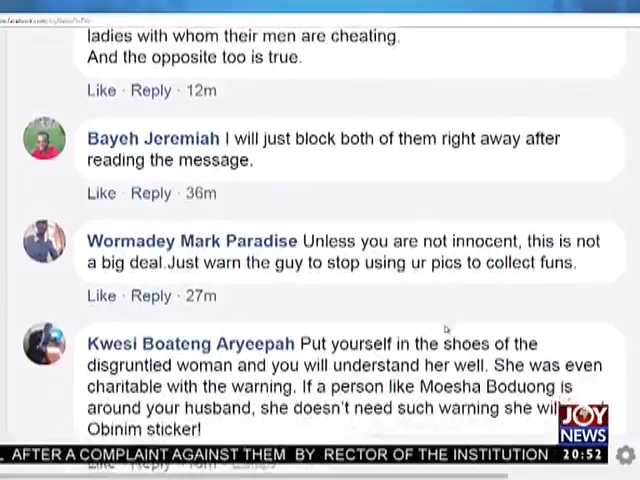 ladies with whom their men are cheating.
And the opposite too is true.
Like · Reply · 12m
Bayeh Jeremiah I will just block both of them right away after
reading the message.
Like · Reply · 36m
Wormadey Mark Paradise Unless you are not innocent, this is not
a big deal.Just warn the guy to stop using ur pics to collect funs.
Like · Reply · 27m
Kwesi Boateng Aryeepah Put yourself in the shoes of the
disgruntled woman and you will understand her well. She was even
charitable with the warning. If a person like Moesha Boduong is
around your husband, she doesn't need such warning she
Obinim sticker!
JOY
NEWS
AFTER A COMPLAINT AGAINST THEM BY RECTOR OF THE INSTITUTION
20:52